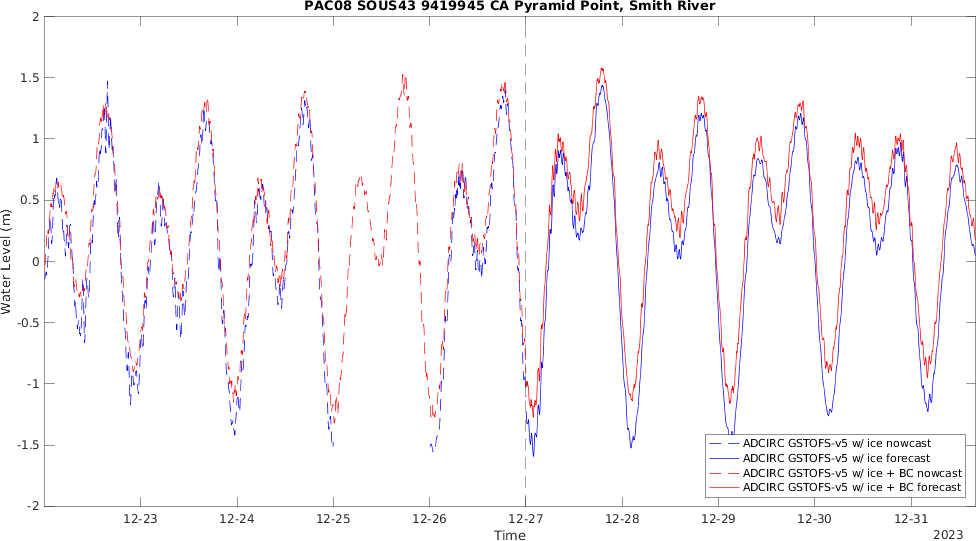 PAC08 SOUS43 9419945 CA Pyramid Point, Smith River
2
1.5
1
0.5
0
-0.5
-1
-1.5
-2
Water Level (m)
12-23
12-24
12-25
12-26
12-27
12-28
12-29
12-30
12-31
Time
2023
ADCIRC GSTOFS-v5 w/ ice nowcast
ADCIRC GSTOFS-v5 w/ ice forecast
ADCIRC GSTOFS-v5 w/ ice + BC nowcast
ADCIRC GSTOFS-v5 w/ ice + BC forecast